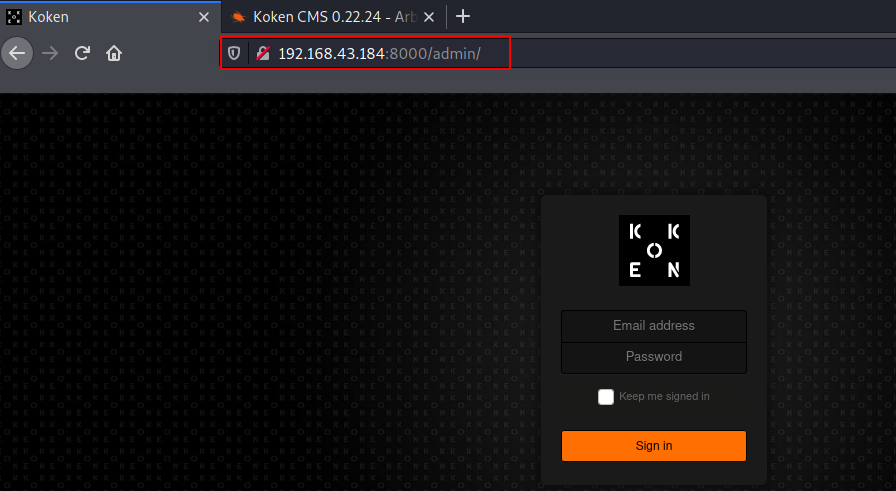 Koken
Koken CMS 0.22.24 - Arb
192.168.43.184:8000/admin/
K K
O
E N
Email address
Password
Keep me signed in
Sign in